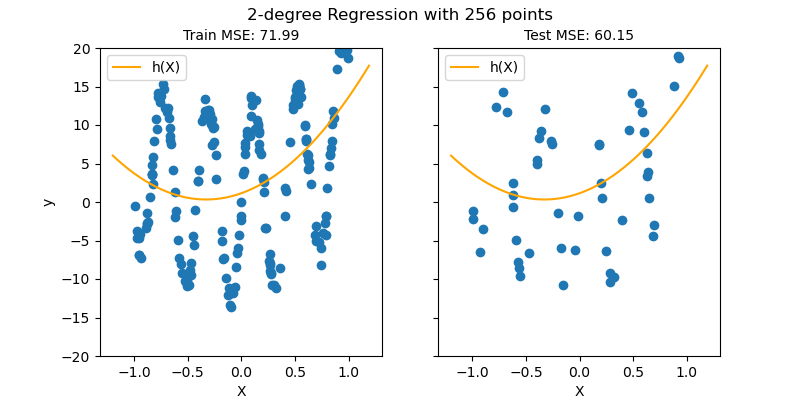 2-degree Regression with 256 points
Train MSE: 71.99
h(X)
20
15
10
5
0
−5
−10
−15
−20
y
−1.0 −0.5 0.0 0.5 1.0
X
Test MSE: 60.15
h(X)
−1.0 −0.5 0.0 0.5 1.0
X